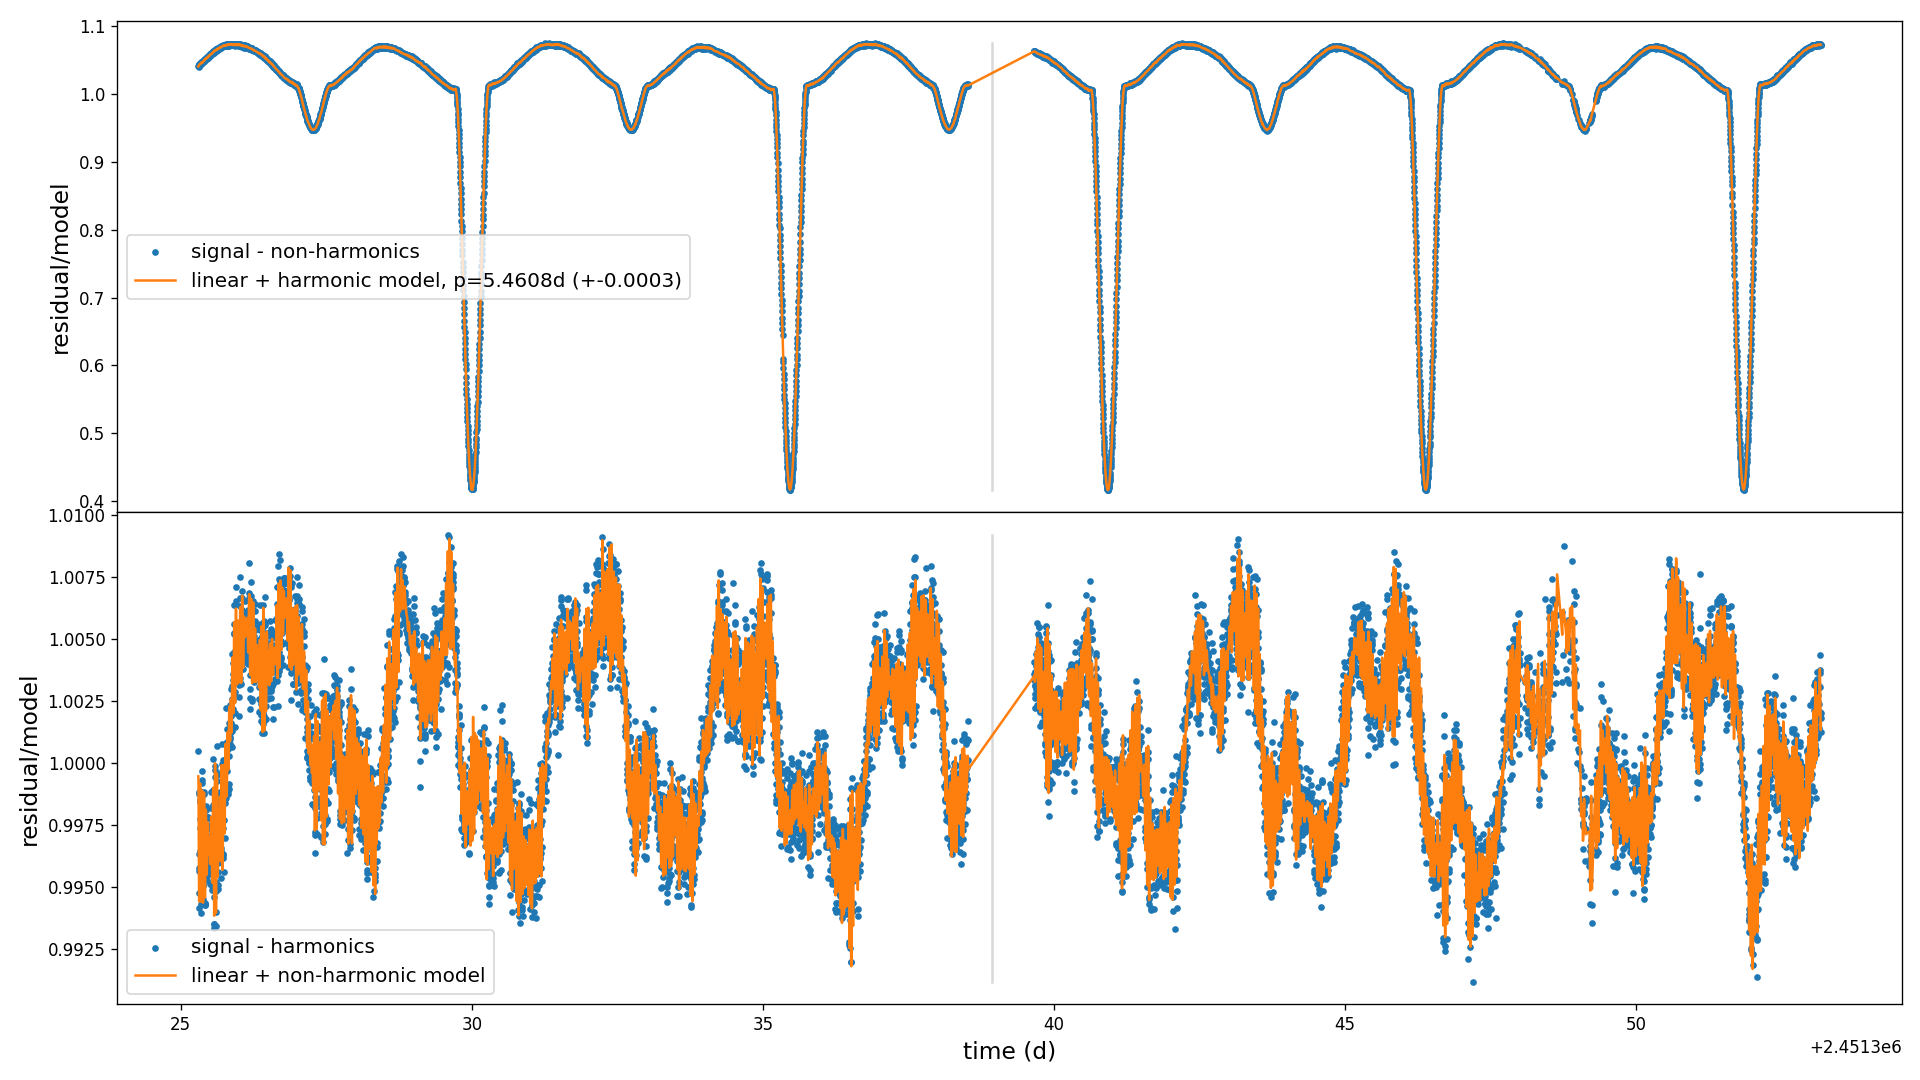 1.1
1.0
0.9
0.8
0.7
0.6
0.5
0.4
residual/model
signal - non-harmonics
linear + harmonic model, p=5.4608d (+-0.0003)
1.0100
1.0075
1.0050
1.0025
1.0000
0.9975
0.9950
0.9925
residual/model
signal - harmonics
linear + non-harmonic model
25
30
35
40
45
50
time (d)
+2.4513e6